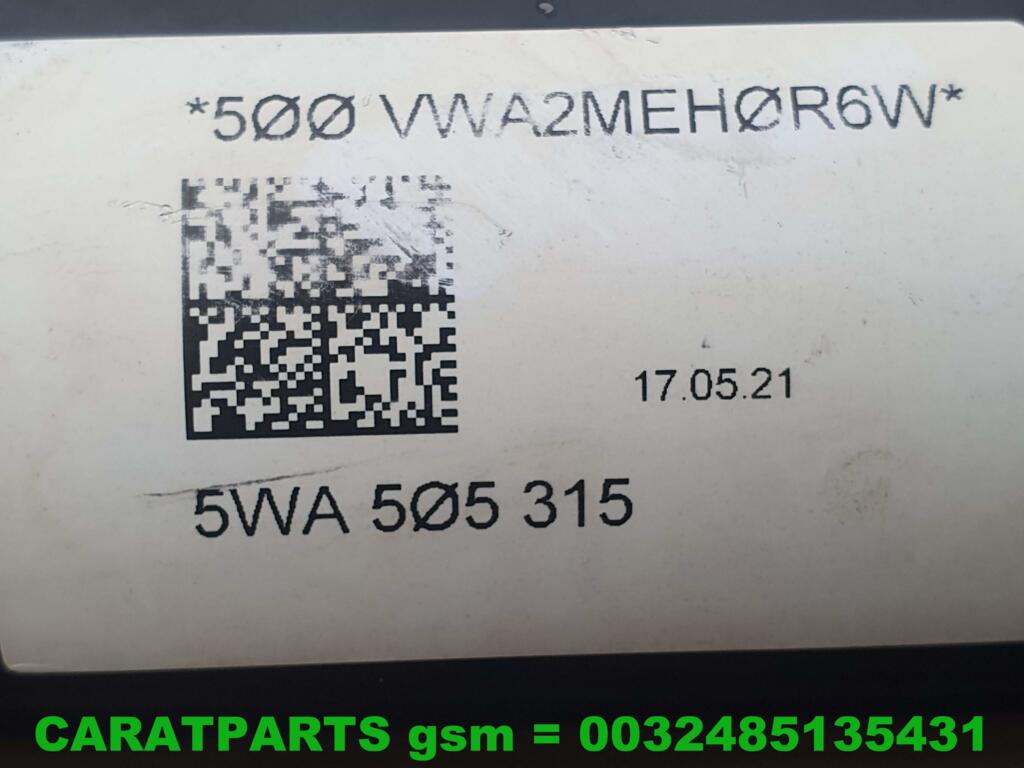 *5ØØ VWA2MEHØR6W*
17.05.21
5WA 5Ø5 315
CARATPARTS gsm = 0032485135431